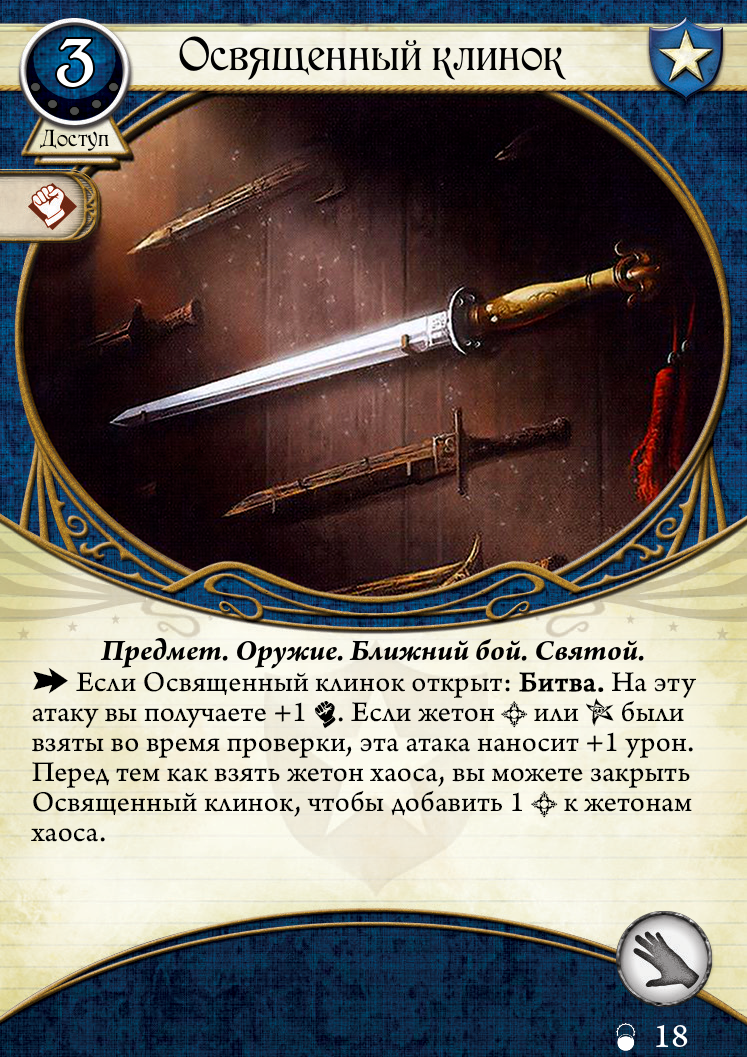 3
Освященный клинок
Доступ
Предмет. Оружие. Ближний бой. Святой.
Если Освященный клинок открыт: Битва. На эту
атаку вы получаете +1 . Если жетон или были
взяты во время проверки, эта атака наносит +1 урон.
Перед тем как взять жетон хаоса, вы можете закрыть
Освященный клинок, чтобы добавить 1 к жетонам
хаоса.
18